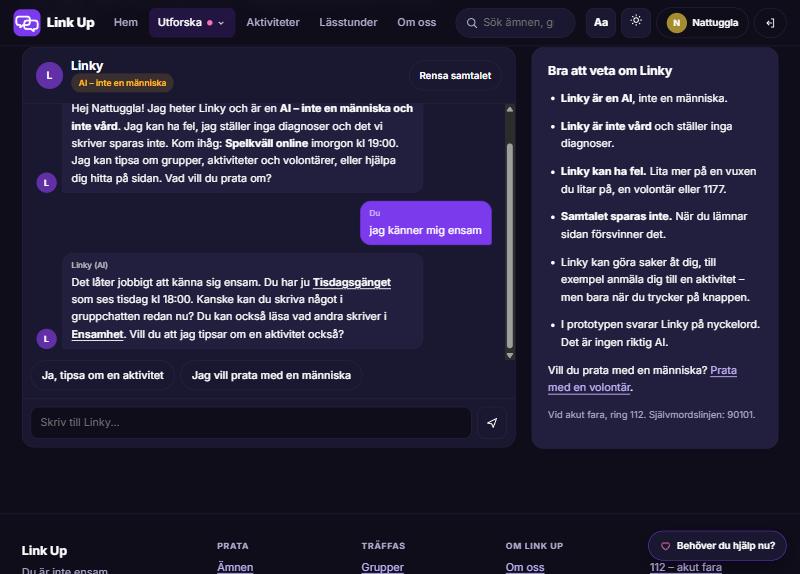 Link Up
Hem
Utforska
Aktiviteter
Lässtunder
Om oss
Sök ämnen, g
Aa
N
Nattuggla
L
Linky
AI – inte en människa
Rensa samtalet
Hej Nattuggla! Jag heter Linky och är en AI – inte en människa och
inte vård. Jag kan ha fel, jag ställer inga diagnoser och det vi
skriver sparas inte. Kom ihåg: Spelkväll online imorgon kl 19:00.
Jag kan tipsa om grupper, aktiviteter och volontärer, eller hjälpa
dig hitta på sidan. Vad vill du prata om?
L
Du
jag känner mig ensam
Linky (AI)
Det låter jobbigt att känna sig ensam. Du har ju Tisdagsgänget
som ses tisdag kl 18:00. Kanske kan du skriva något i
gruppchatten redan nu? Du kan också läsa vad andra skriver i
Ensamhet. Vill du att jag tipsar om en aktivitet också?
L
Ja, tipsa om en aktivitet
Jag vill prata med en människa
Skriv till Linky...
Bra att veta om Linky
• Linky är en AI, inte en människa.
• Linky är inte vård och ställer inga
diagnoser.
• Linky kan ha fel. Lita mer på en vuxen
du litar på, en volontär eller 1177.
• Samtalet sparas inte. När du lämnar
sidan försvinner det.
• Linky kan göra saker åt dig, till
exempel anmäla dig till en aktivitet –
men bara när du trycker på knappen.
• I prototypen svarar Linky på nyckelord.
Det är ingen riktig AI.
Vill du prata med en människa? Prata
med en volontär.
Vid akut fara, ring 112. Självmordslinjen: 90101.
Link Up
Du är inte ensam
PRATA
Ämnen
TRÄFFAS
Grupper
OM LINK UP
Om oss
Behöver du hjälp nu?
112 – akut fara